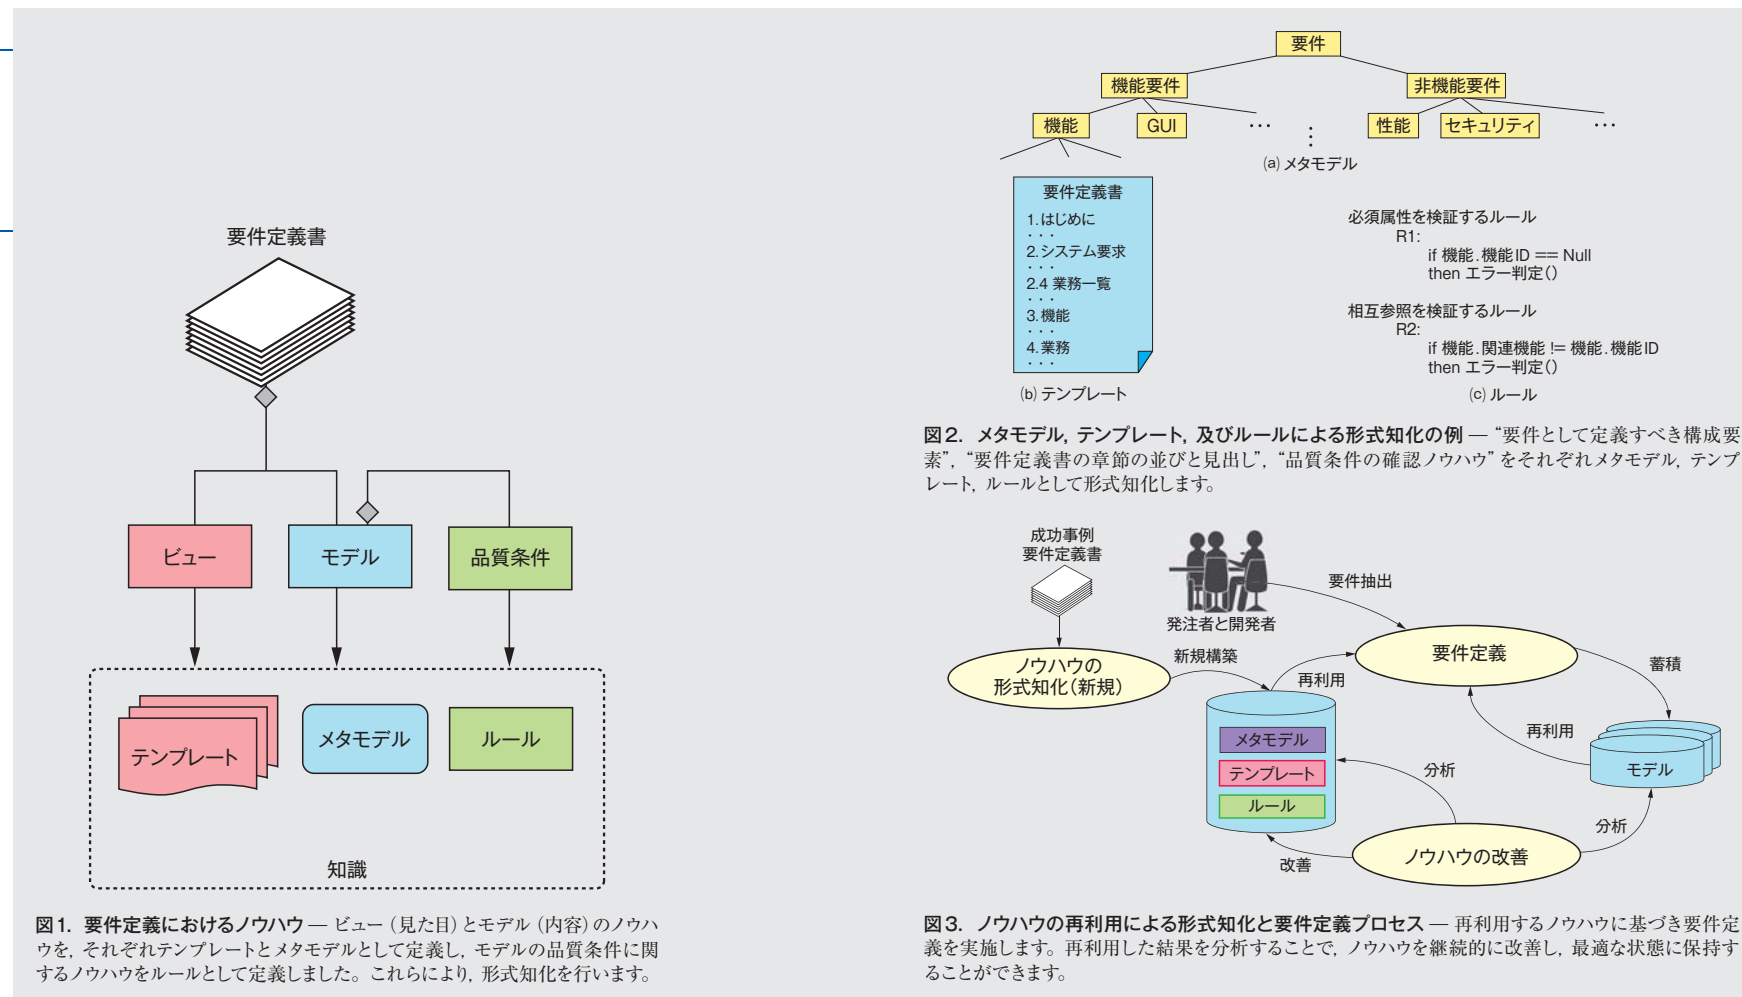 要件定義書
ビュー
モデル
品質条件
テンプレート
メタモデル
ルール
知識
図1. 要件定義におけるノウハウ — ビュー（見た目）とモデル（内容）のノウハ
ウを, それぞれテンプレートとメタモデルとして定義し, モデルの品質条件に関
するノウハウをルールとして定義しました。これらにより, 形式知化を行います。
要件
機能要件
非機能要件
機能
GUI
…
性能
セキュリティ
…
(a) メタモデル
要件定義書
1. はじめに
・・・
2. システム要求
・・・
2.4 業務一覧
・・・
3. 機能
・・・
4. 業務
・・・
(b) テンプレート
必須属性を検証するルール
R1:
if 機能.機能ID == Null
then エラー判定()
相互参照を検証するルール
R2:
if 機能.関連機能 != 機能.機能ID
then エラー判定()
(c) ルール
図2. メタモデル, テンプレート, 及びルールによる形式知化の例 — “要件として定義すべき構成要
素”, “要件定義書の章節の並びと見出し”, “品質条件の確認ノウハウ” をそれぞれメタモデル, テンプ
レート, ルールとして形式知化します。
成功事例
要件定義書
発注者と開発者
要件抽出
ノウハウの
形式知化（新規）
新規構築
再利用
要件定義
蓄積
再利用
メタモデル
テンプレート
ルール
分析
モデル
分析
改善
ノウハウの改善
図3. ノウハウの再利用による形式知化と要件定義プロセス — 再利用するノウハウに基づき要件定
義を実施します。再利用した結果を分析することで, ノウハウを継続的に改善し, 最適な状態に保持す
ることができます。